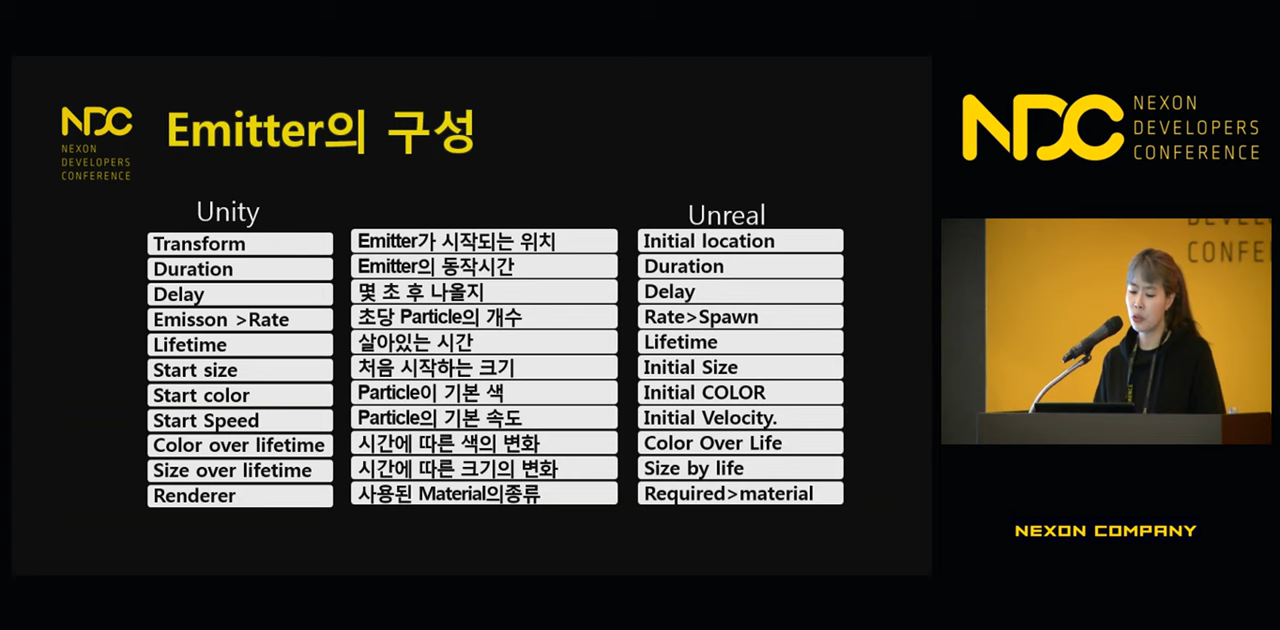 NDC
NEXON
DEVELOPERS
CONFERENCE
Emitter의 구성
Unity
Unreal
Transform
Emitter가 시작되는 위치
Initial location
Duration
Emitter의 동작시간
Duration
Delay
몇 초 후 나올지
Delay
Emisson >Rate
초당 Particle의 개수
Rate>Spawn
Lifetime
살아있는 시간
Lifetime
Start size
처음 시작하는 크기
Initial Size
Start color
Particle이 기본 색
Initial COLOR
Start Speed
Particle의 기본 속도
Initial Velocity.
Color over lifetime
시간에 따른 색의 변화
Color Over Life
Size over lifetime
시간에 따른 크기의 변화
Size by life
Renderer
사용된 Material의종류
Required>material
NDC
NEXON
DEVELOPERS
CONFERENCE
CONFE
NEXON COMPANY